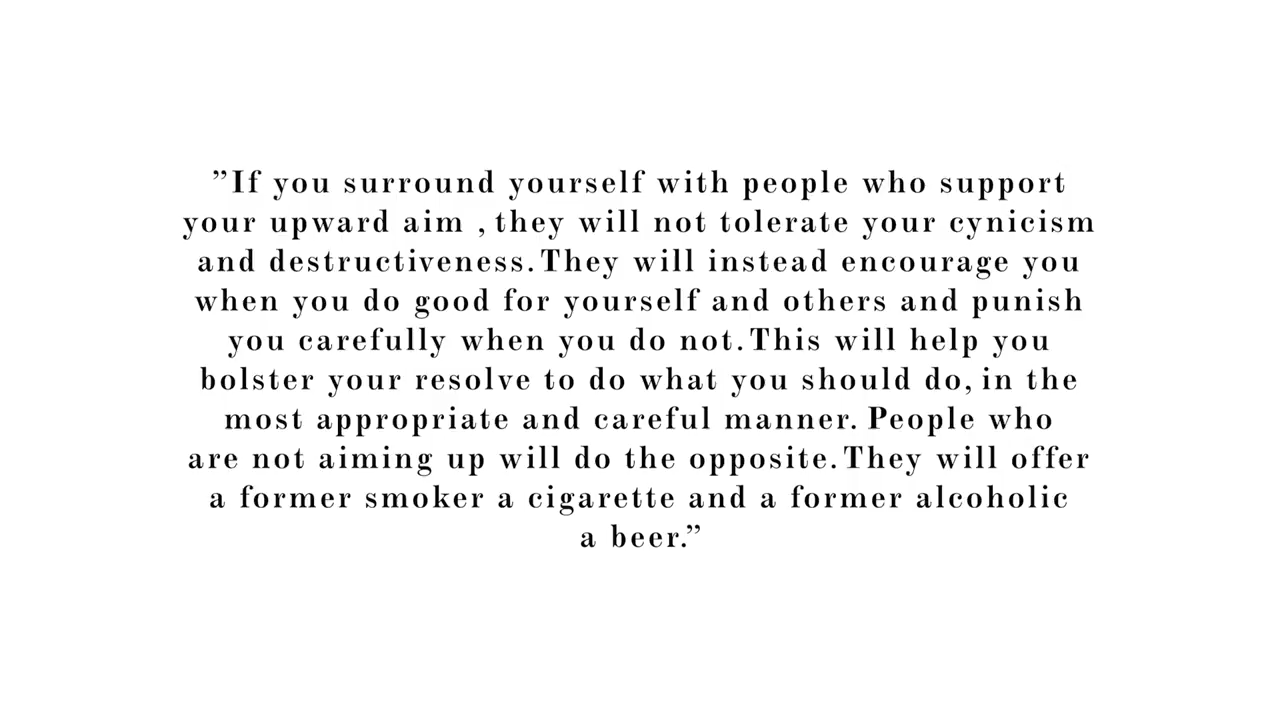 ”If you surround yourself with people who support
your upward aim , they will not tolerate your cynicism
and destructiveness. They will instead encourage you
when you do good for yourself and others and punish
you carefully when you do not. This will help you
bolster your resolve to do what you should do, in the
most appropriate and careful manner. People who
are not aiming up will do the opposite. They will offer
a former smoker a cigarette and a former alcoholic
a beer.”